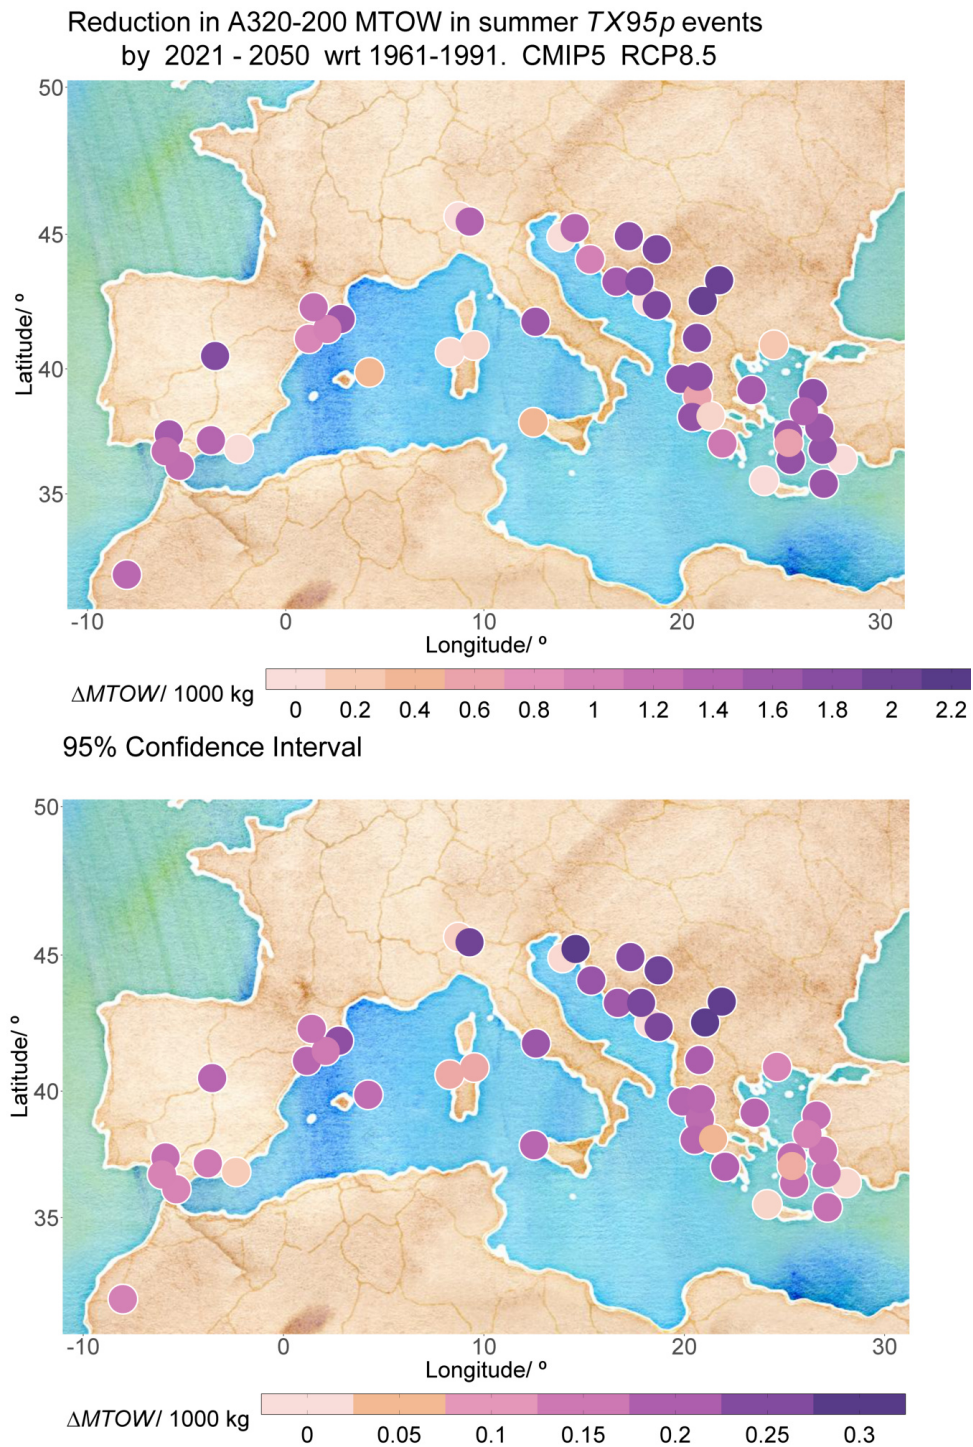 Reduction in A320-200 MTOW in summer TX95p events
by 2021 - 2050 wrt 1961-1991. CMIP5 RCP8.5
50
45
40
35
Latitude/ º
-10 0 10 20 30
Longitude/ º
ΔMTOW/ 1000 kg
0 0.2 0.4 0.6 0.8 1 1.2 1.4 1.6 1.8 2 2.2
95% Confidence Interval
50
45
40
35
Latitude/ º
-10 0 10 20 30
Longitude/ º
ΔMTOW/ 1000 kg
0 0.05 0.1 0.15 0.2 0.25 0.3